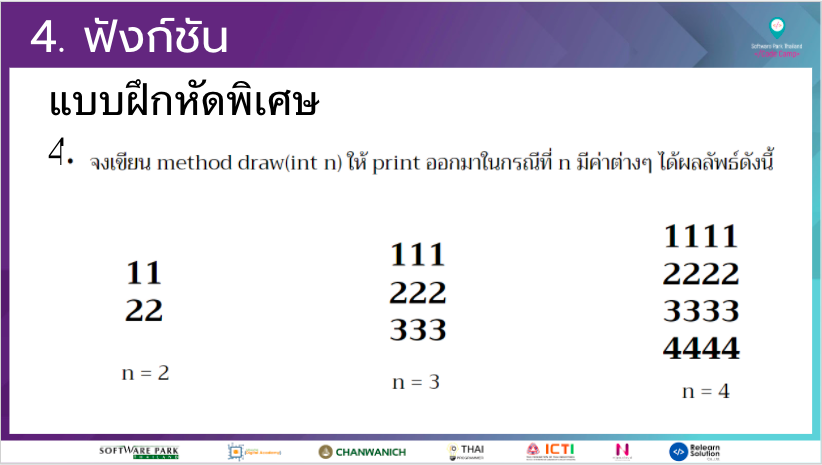 4. ฟังก์ชัน
Software Park Thailand
<Code Camp>
แบบฝึกหัดพิเศษ
4. จงเขียน method draw(int n) ให้ print ออกมาในกรณีที่ n มีค่าต่างๆ ได้ผลลัพธ์ดังนี้
11
22
n = 2
111
222
333
n = 3
1111
2222
3333
4444
n = 4
SOFTWARE PARK
THAILAND
CHANWANICH
THAI
PROGRAMMER
ICTI
Relearn
Solution